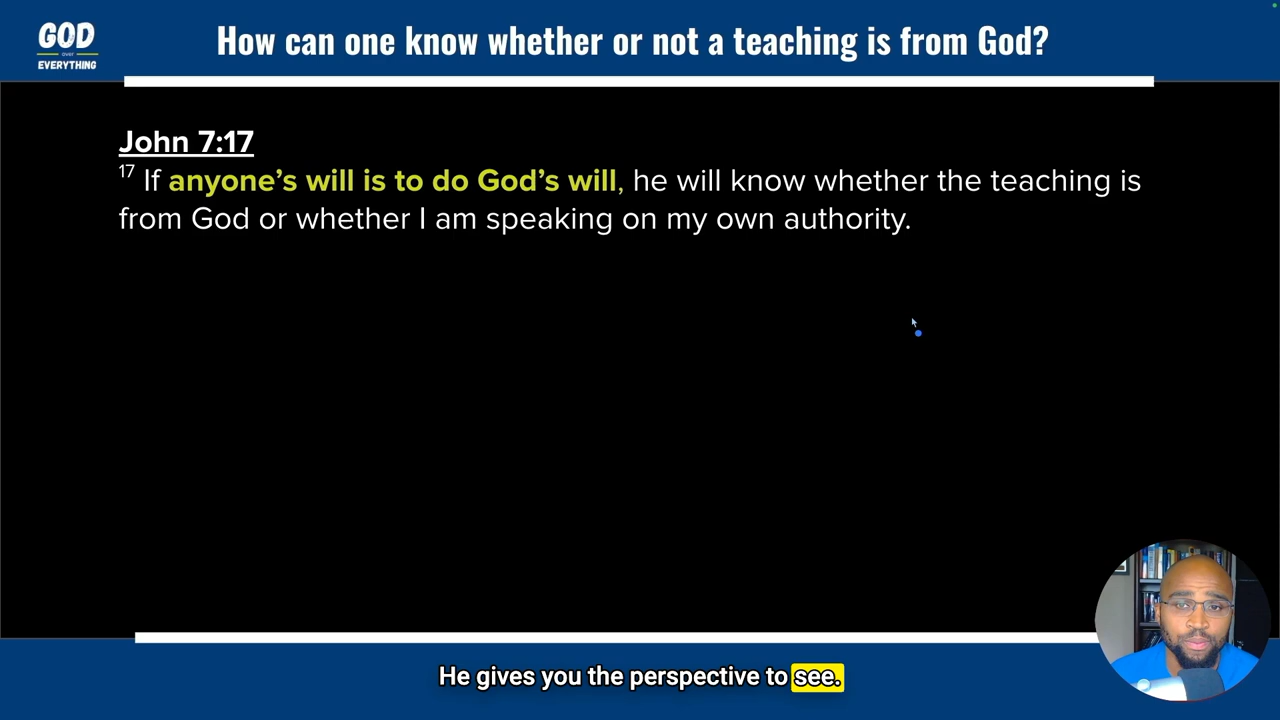 GOD
over
EVERYTHING
How can one know whether or not a teaching is from God?
John 7:17
17 If anyone’s will is to do God’s will, he will know whether the teaching is
from God or whether I am speaking on my own authority.
He gives you the perspective to see.